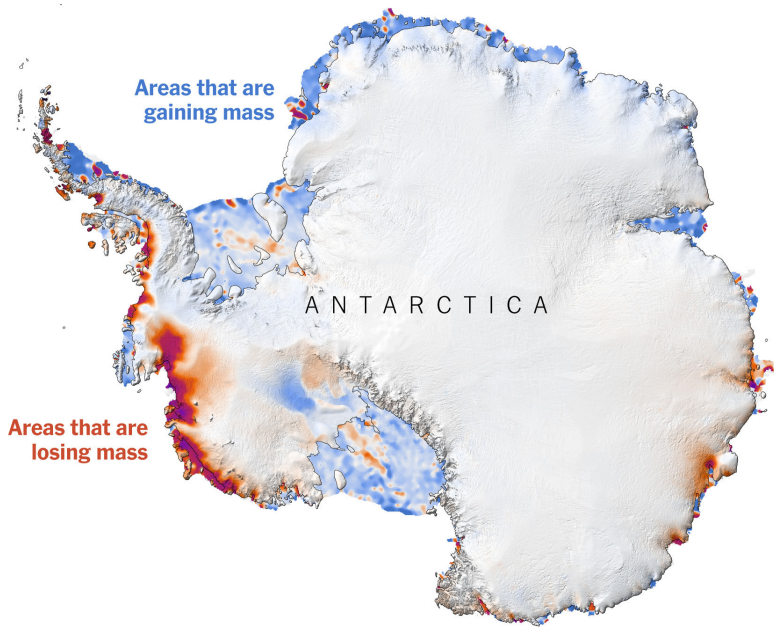 Areas that are
gaining mass
ANTARCTICA
Areas that are
losing mass